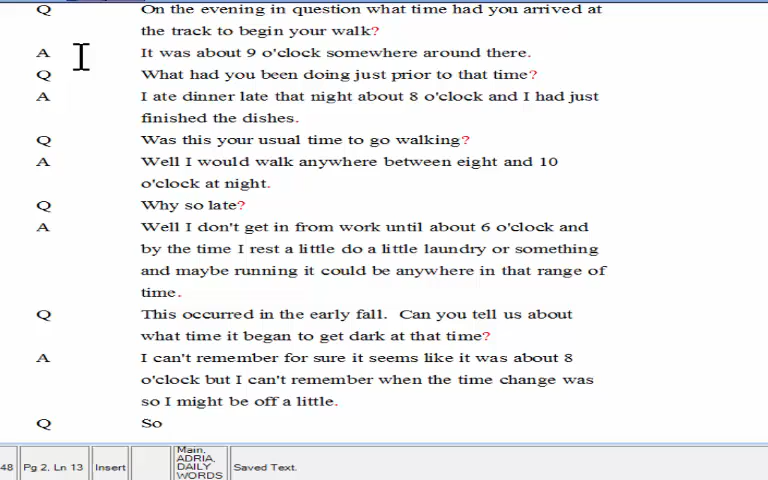 Q On the evening in question what time had you arrived at
the track to begin your walk?
A It was about 9 o'clock somewhere around there.
Q What had you been doing just prior to that time?
A I ate dinner late that night about 8 o'clock and I had just
finished the dishes.
Q Was this your usual time to go walking?
A Well I would walk anywhere between eight and 10
o'clock at night.
Q Why so late?
A Well I don't get in from work until about 6 o'clock and
by the time I rest a little do a little laundry or something
and maybe running it could be anywhere in that range of
time.
Q This occurred in the early fall.  Can you tell us about
what time it began to get dark at that time?
A I can't remember for sure it seems like it was about 8
o'clock but I can't remember when the time change was
so I might be off a little.
Q So
48 Pg 2, Ln 13 Insert Main, ADRIA, DAILY WORDS Saved Text.